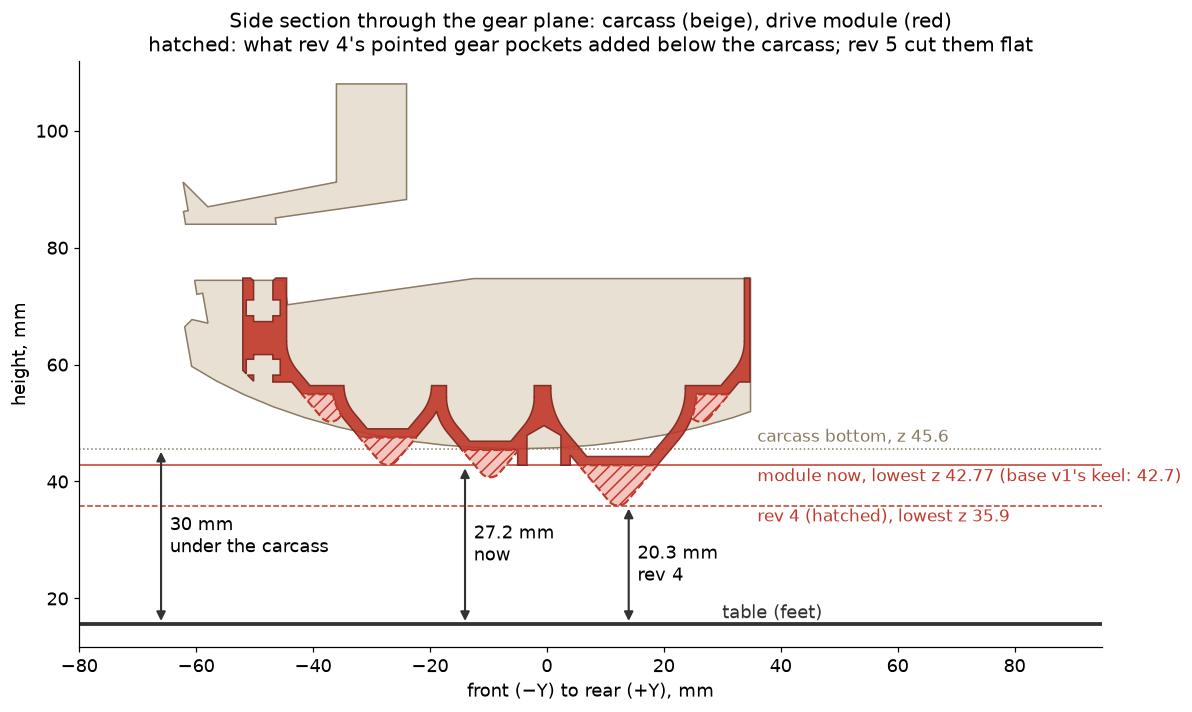 Side section through the gear plane: carcass (beige), drive module (red)
hatched: what rev 4's pointed gear pockets added below the carcass; rev 5 cut them flat
height, mm
100
80
60
40
20
carcass bottom, z 45.6
module now, lowest z 42.77 (base v1's keel: 42.7)
rev 4 (hatched), lowest z 35.9
30 mm
under the carcass
27.2 mm
now
20.3 mm
rev 4
table (feet)
−80
−60
−40
−20
0
20
40
60
80
front (−Y) to rear (+Y), mm